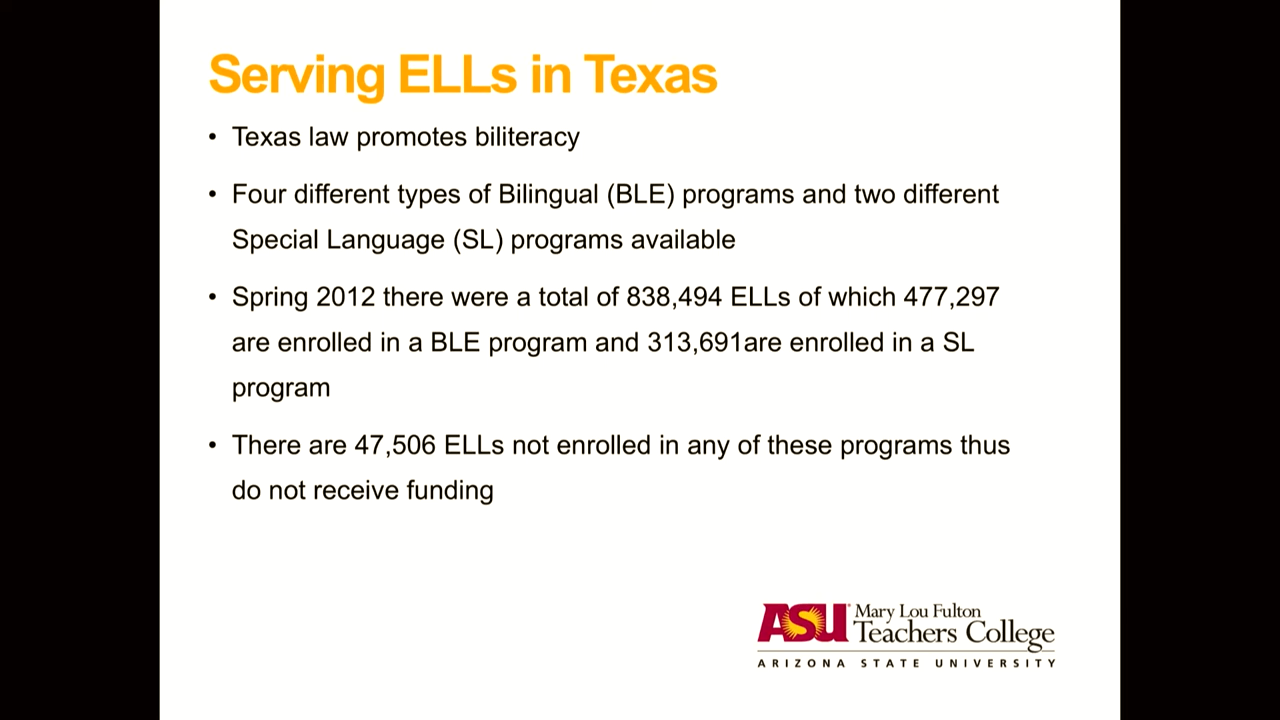 Serving ELLs in Texas
• Texas law promotes biliteracy
• Four different types of Bilingual (BLE) programs and two different
Special Language (SL) programs available
• Spring 2012 there were a total of 838,494 ELLs of which 477,297
are enrolled in a BLE program and 313,691are enrolled in a SL
program
• There are 47,506 ELLs not enrolled in any of these programs thus
do not receive funding
ASU Mary Lou Fulton
Teachers College
ARIZONA STATE UNIVERSITY